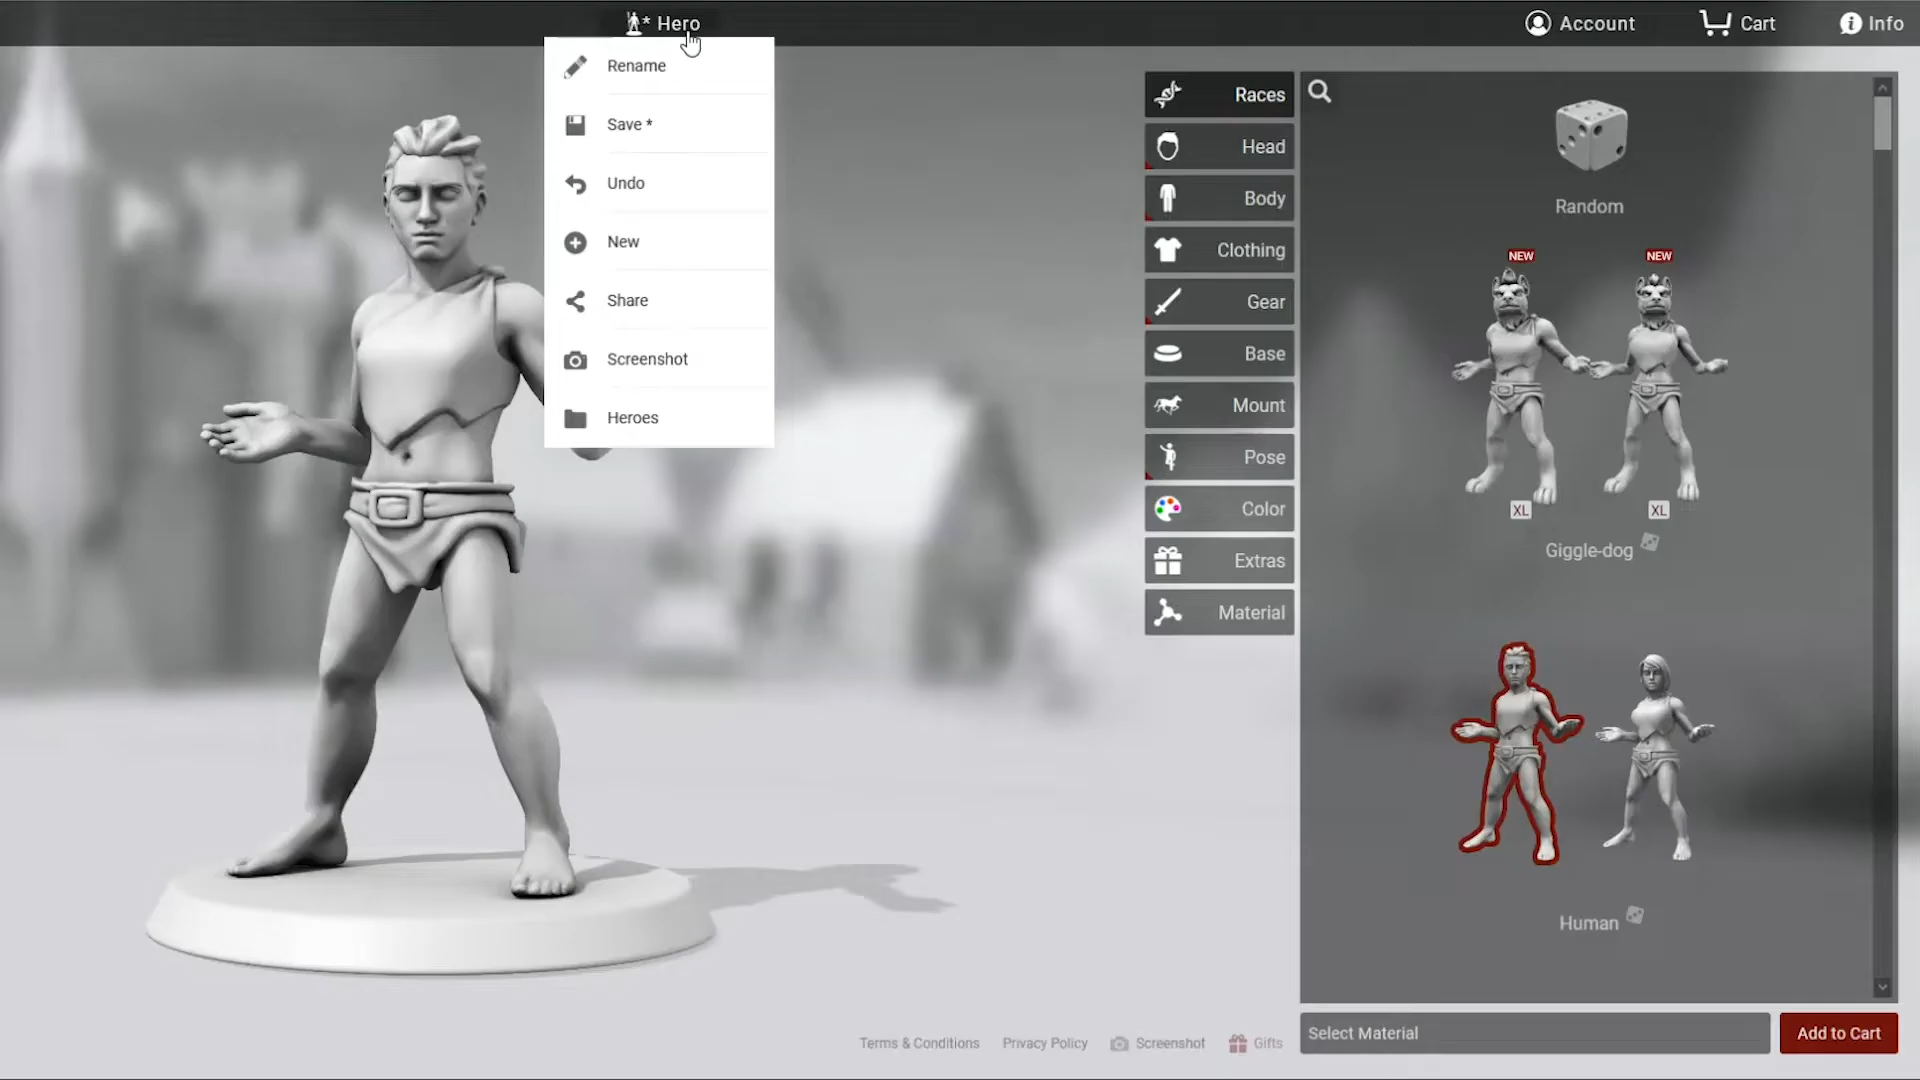 * Hero
Account
Cart
Info
Rename
Save *
Undo
New
Share
Screenshot
Heroes
Races
Head
Body
Clothing
Gear
Base
Mount
Pose
Color
Extras
Material
Random
NEW
NEW
XL
XL
Giggle-dog
Human
Terms & Conditions
Privacy Policy
Screenshot
Gifts
Select Material
Add to Cart